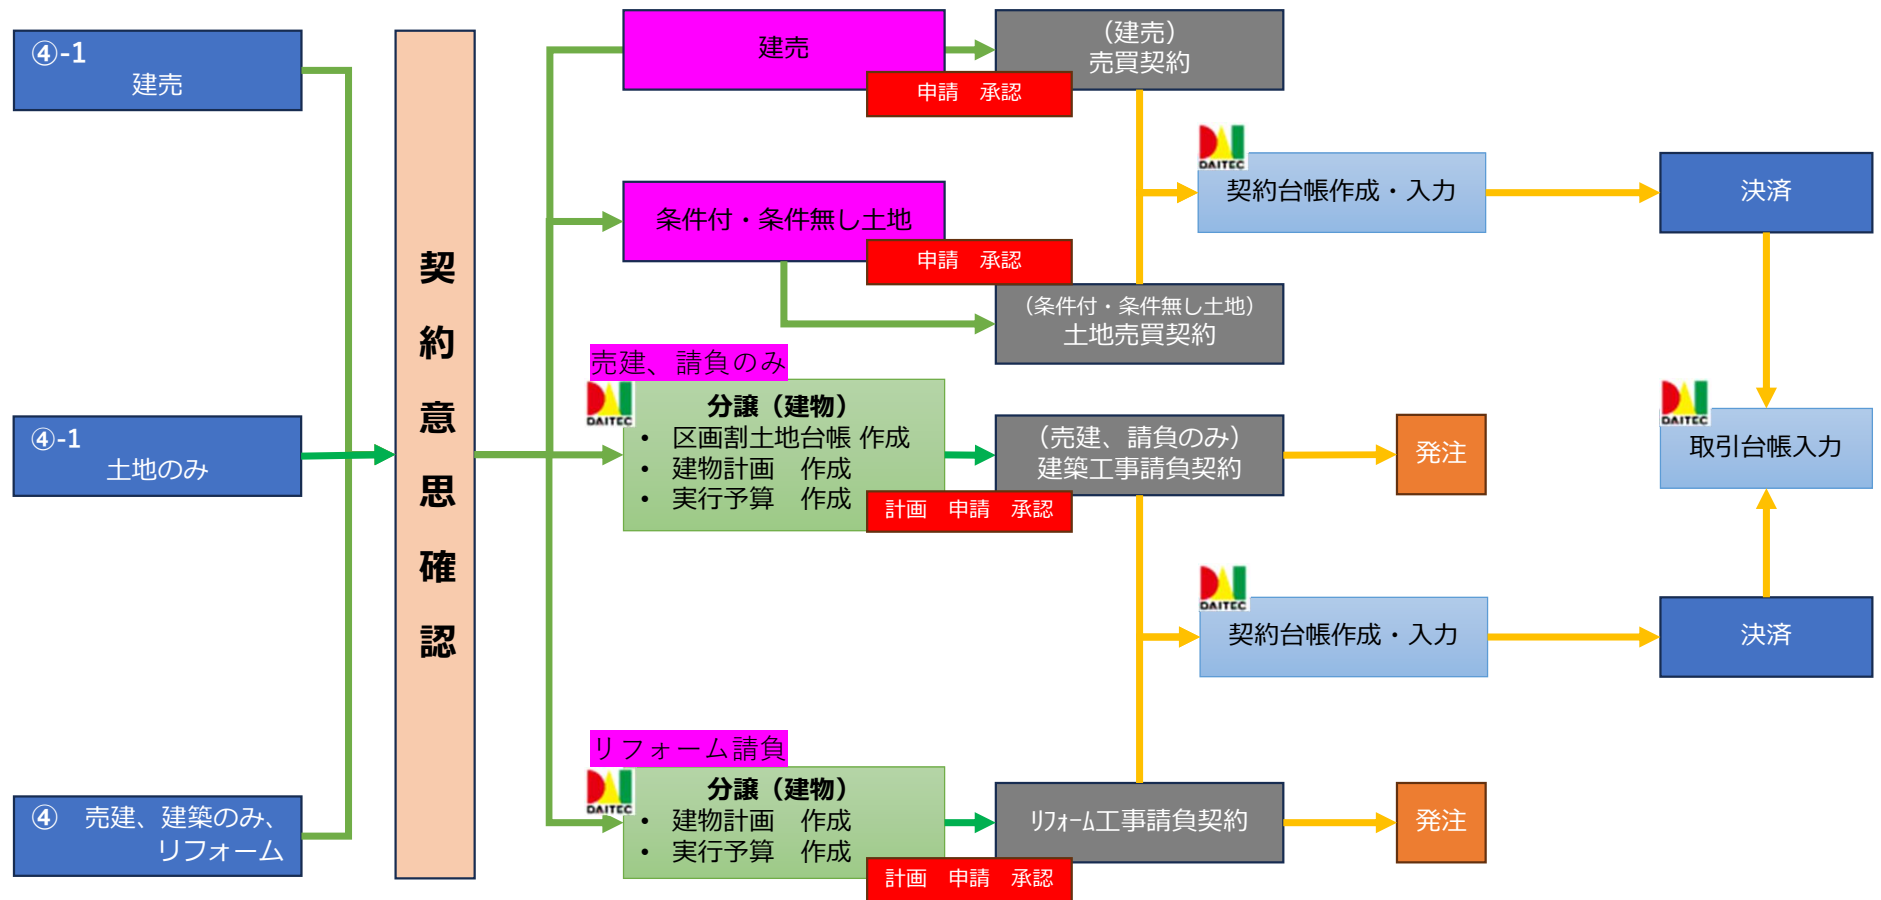 ④-1
建売
④-1
土地のみ
④　売建、建築のみ、
リフォーム
契
約
意
思
確
認
建売
申請　承認
（建売）
売買契約
条件付・条件無し土地
申請　承認
（条件付・条件無し土地）
土地売買契約
DAITEC
契約台帳作成・入力
決済
売建、請負のみ
DAITEC
分譲（建物）
• 区画割土地台帳 作成
• 建物計画　作成
• 実行予算　作成
計画　申請　承認
（売建、請負のみ）
建築工事請負契約
発注
DAITEC
取引台帳入力
DAITEC
契約台帳作成・入力
決済
リフォーム請負
DAITEC
分譲（建物）
• 建物計画　作成
• 実行予算　作成
計画　申請　承認
ﾘﾌｫｰﾑ工事請負契約
発注